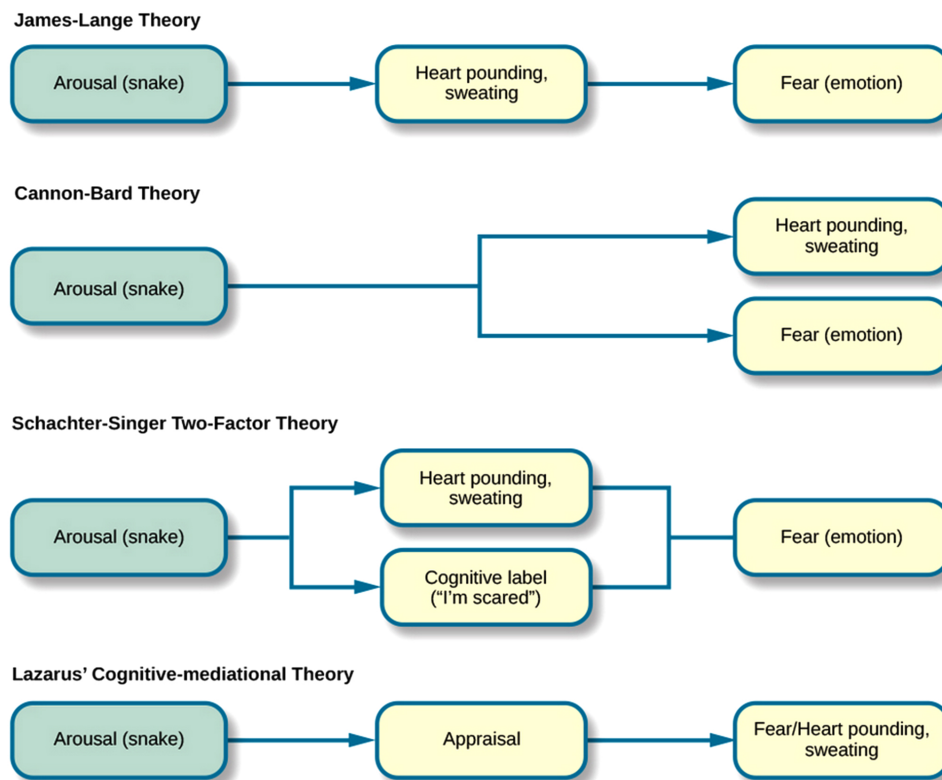 James-Lange Theory
Arousal (snake)
Heart pounding,
sweating
Fear (emotion)
Cannon-Bard Theory
Arousal (snake)
Heart pounding,
sweating
Fear (emotion)
Schachter-Singer Two-Factor Theory
Arousal (snake)
Heart pounding,
sweating
Cognitive label
(“I’m scared”)
Fear (emotion)
Lazarus’ Cognitive-mediational Theory
Arousal (snake)
Appraisal
Fear/Heart pounding,
sweating